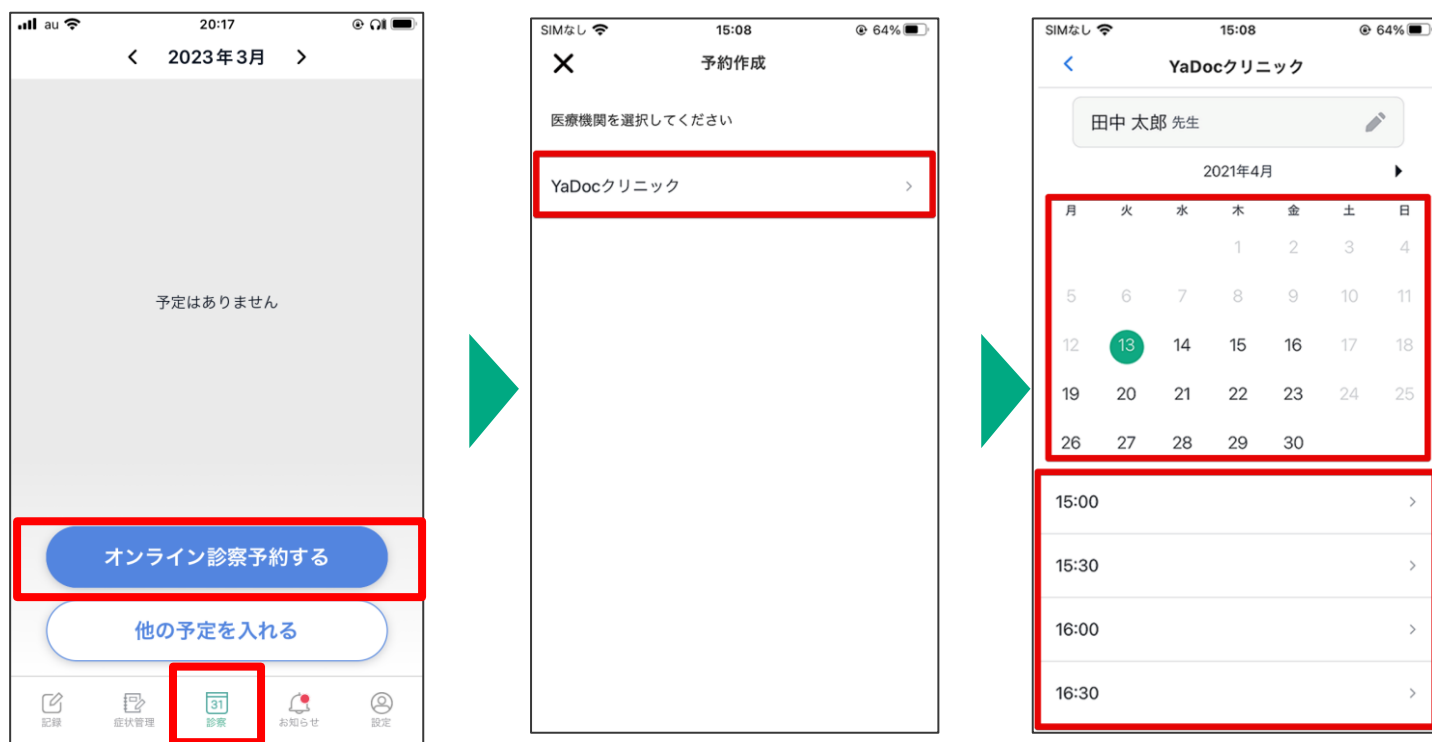 au 20:17
2023年3月
予定はありません
オンライン診察予約する
他の予定を入れる
31
記録 症状管理 診察 お知らせ 設定
SIMなし 15:08 64%
予約作成
医療機関を選択してください
YaDocクリニック
SIMなし 15:08 64%
YaDocクリニック
田中 太郎 先生
2021年4月
月 火 水 木 金 土 日
1 2 3 4
5 6 7 8 9 10 11
12 13 14 15 16 17 18
19 20 21 22 23 24 25
26 27 28 29 30
15:00
15:30
16:00
16:30